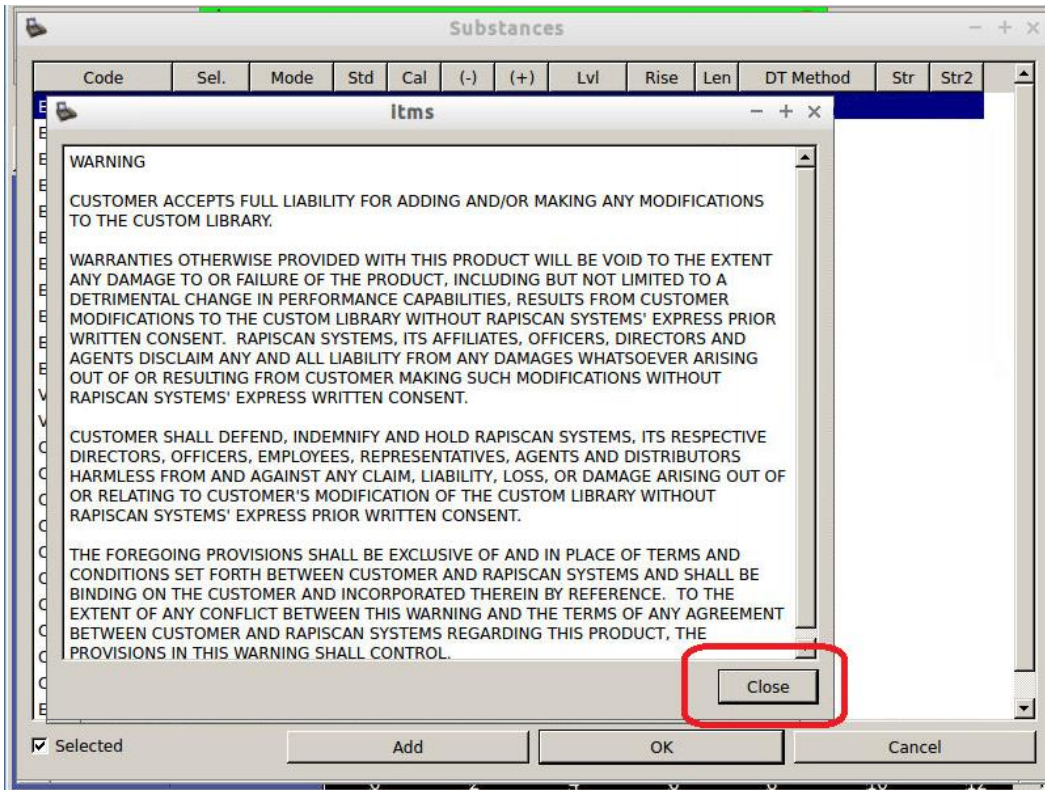 Substances
Code Sel. Mode Std Cal (-) (+) Lvl Rise Len DT Method Str Str2
itms
WARNING
CUSTOMER ACCEPTS FULL LIABILITY FOR ADDING AND/OR MAKING ANY MODIFICATIONS
TO THE CUSTOM LIBRARY.
WARRANTIES OTHERWISE PROVIDED WITH THIS PRODUCT WILL BE VOID TO THE EXTENT
ANY DAMAGE TO OR FAILURE OF THE PRODUCT, INCLUDING BUT NOT LIMITED TO A
DETRIMENTAL CHANGE IN PERFORMANCE CAPABILITIES, RESULTS FROM CUSTOMER
MODIFICATIONS TO THE CUSTOM LIBRARY WITHOUT RAPISCAN SYSTEMS' EXPRESS PRIOR
WRITTEN CONSENT.  RAPISCAN SYSTEMS, ITS AFFILIATES, OFFICERS, DIRECTORS AND
AGENTS DISCLAIM ANY AND ALL LIABILITY FROM ANY DAMAGES WHATSOEVER ARISING
OUT OF OR RESULTING FROM CUSTOMER MAKING SUCH MODIFICATIONS WITHOUT
RAPISCAN SYSTEMS' EXPRESS WRITTEN CONSENT.
CUSTOMER SHALL DEFEND, INDEMNIFY AND HOLD RAPISCAN SYSTEMS, ITS RESPECTIVE
DIRECTORS, OFFICERS, EMPLOYEES, REPRESENTATIVES, AGENTS AND DISTRIBUTORS
HARMLESS FROM AND AGAINST ANY CLAIM, LIABILITY, LOSS, OR DAMAGE ARISING OUT OF
OR RELATING TO CUSTOMER'S MODIFICATION OF THE CUSTOM LIBRARY WITHOUT
RAPISCAN SYSTEMS' EXPRESS PRIOR WRITTEN CONSENT.
THE FOREGOING PROVISIONS SHALL BE EXCLUSIVE OF AND IN PLACE OF TERMS AND
CONDITIONS SET FORTH BETWEEN CUSTOMER AND RAPISCAN SYSTEMS AND SHALL BE
BINDING ON THE CUSTOMER AND INCORPORATED THEREIN BY REFERENCE.  TO THE
EXTENT OF ANY CONFLICT BETWEEN THIS WARNING AND THE TERMS OF ANY AGREEMENT
BETWEEN CUSTOMER AND RAPISCAN SYSTEMS REGARDING THIS PRODUCT, THE
PROVISIONS IN THIS WARNING SHALL CONTROL.
Close
Selected Add OK Cancel